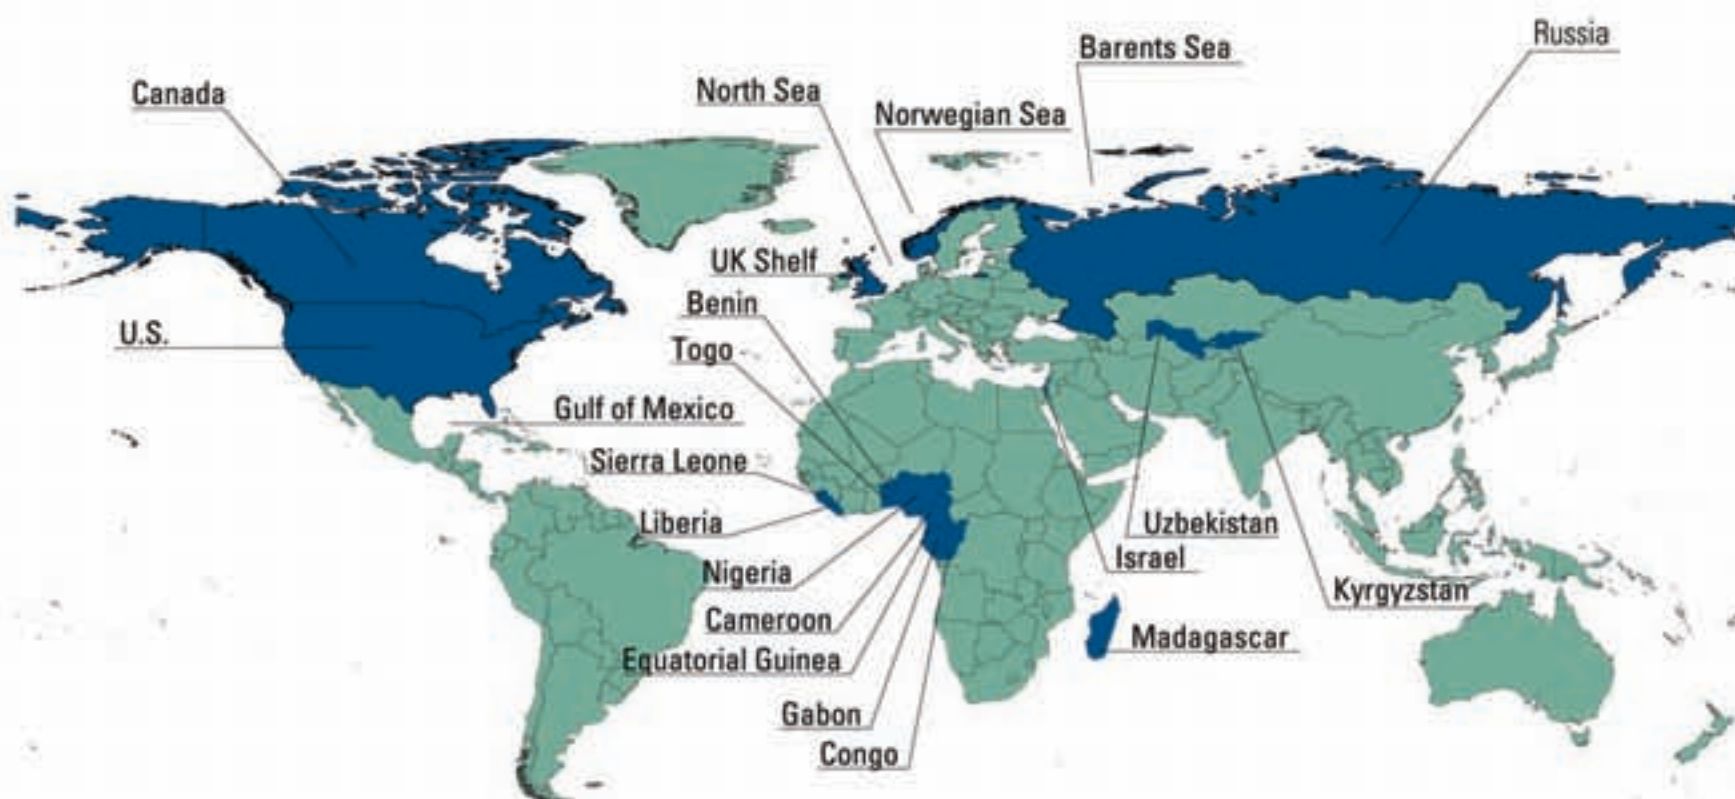 Russia
Barents Sea
Canada
North Sea
Norwegian Sea
UK Shelf
Benin
U.S.
Togo
Gulf of Mexico
Sierra Leone
Liberia
Uzbekistan
Israel
Nigeria
Kyrgyzstan
Cameroon
Madagascar
Equatorial Guinea
Gabon
Congo